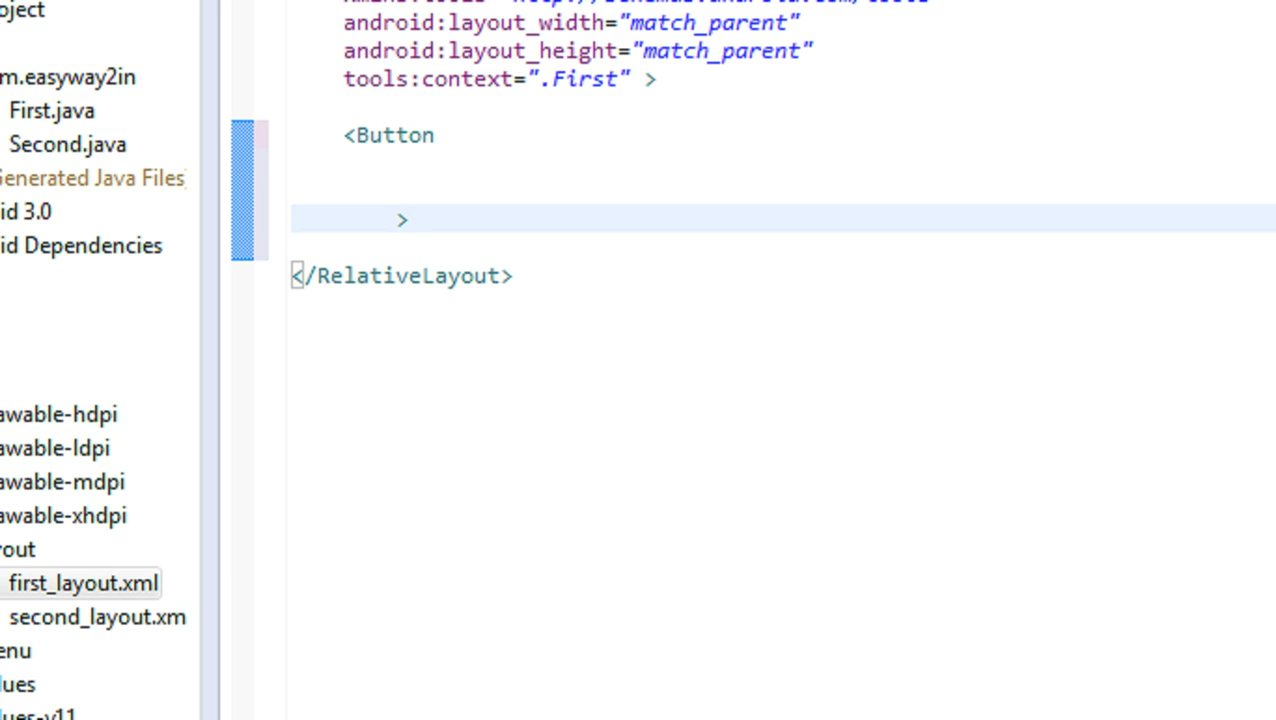 oject
m.easyway2in
First.java
Second.java
Generated Java Files
id 3.0
id Dependencies
awable-hdpi
awable-ldpi
awable-mdpi
awable-xhdpi
out
first_layout.xml
second_layout.xm
enu
lues
lues-v11
android:layout_width="match_parent"
android:layout_height="match_parent"
tools:context=".First" >
<Button
>
</RelativeLayout>